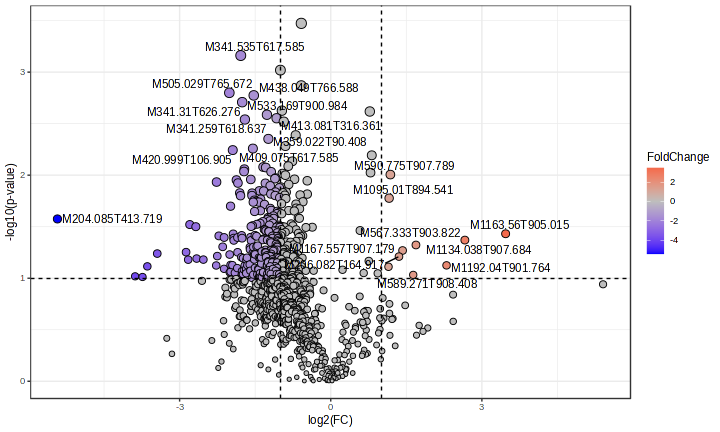 M341.535T617.585
M505.029T765.672
M438.049T766.588
M341.31T626.276
M533.169T900.984
M341.259T618.637
M413.081T316.361
M359.022T90.408
M420.999T106.905
M409.075T617.585
M590.775T907.789
M1095.01T894.541
M204.085T413.719
M567.333T903.822
M1163.56T905.015
M1167.557T907.179
M1134.038T907.684
M1192.04T901.764
M589.271T908.408
-log10(p-value)
3
2
1
0
-3
0
3
log2(FC)
FoldChange
2
0
-2
-4